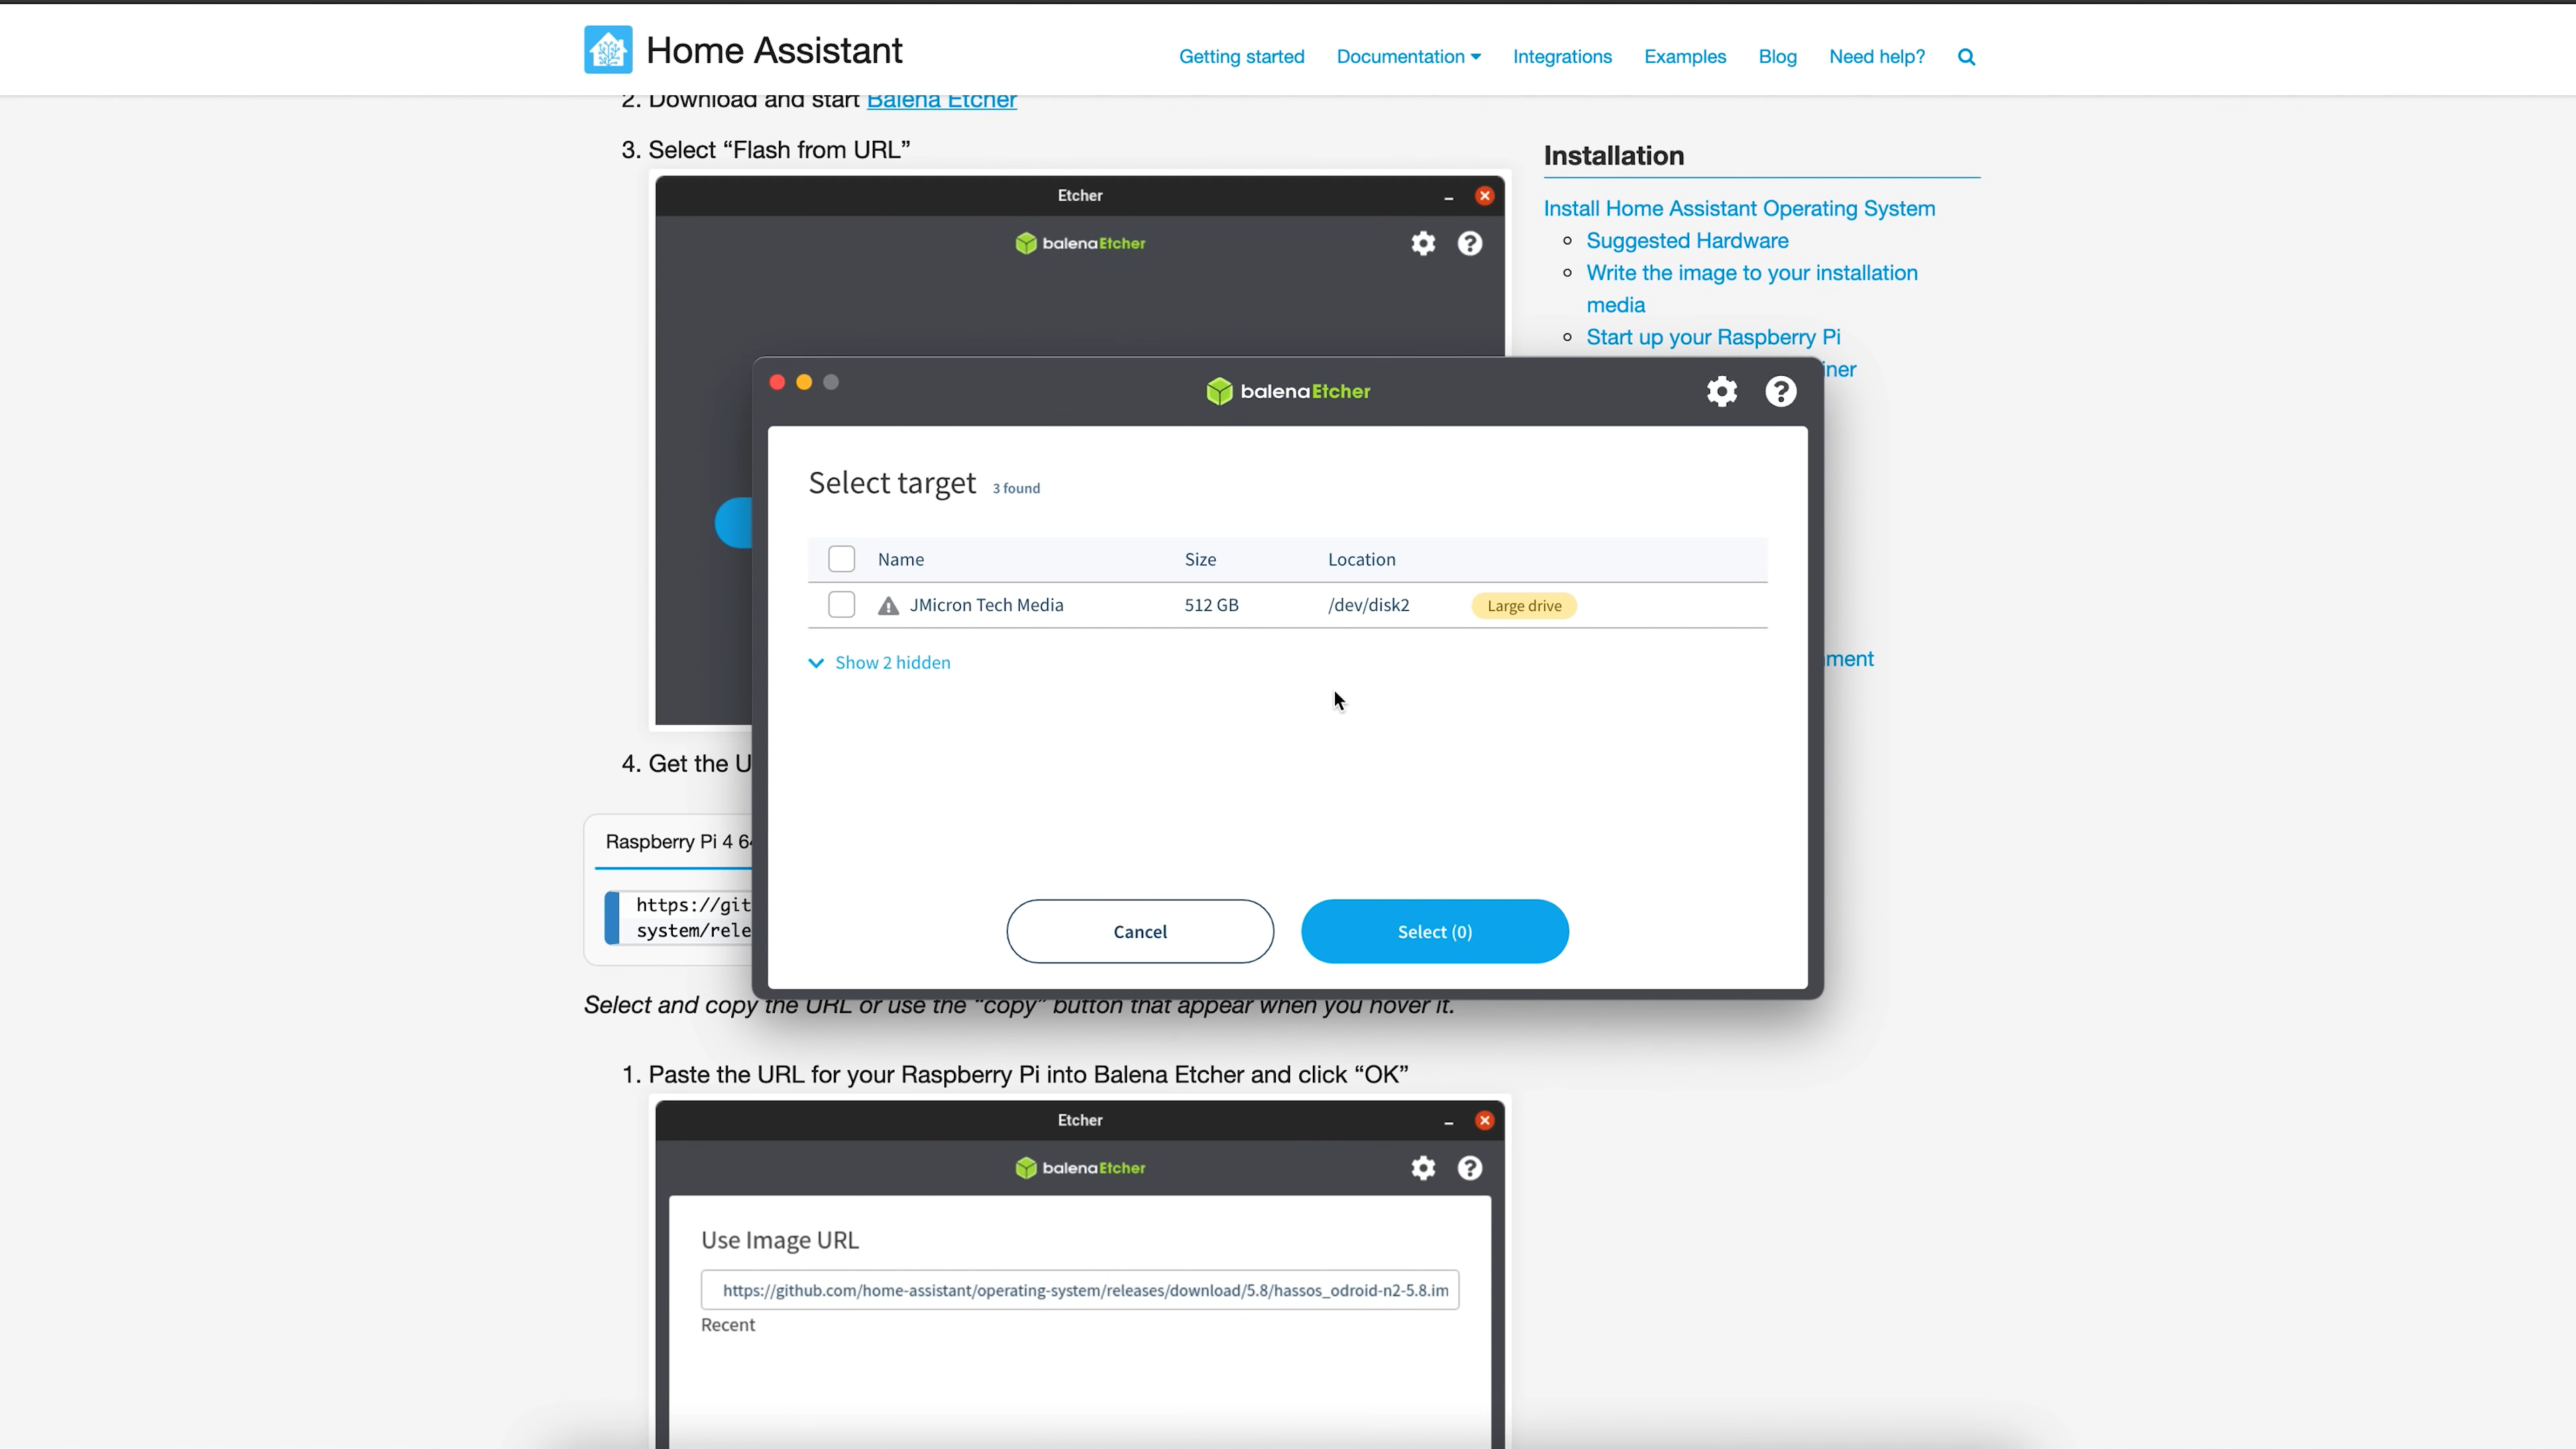 Home Assistant
Getting started
Documentation
Integrations
Examples
Blog
Need help?
2. Download and start Balena Etcher
3. Select “Flash from URL”
Etcher
balenaEtcher
Installation
Install Home Assistant Operating System
Suggested Hardware
Write the image to your installation
media
Start up your Raspberry Pi
iner
balenaEtcher
Select target 3 found
Name Size Location
JMicron Tech Media 512 GB /dev/disk2 Large drive
Show 2 hidden
ment
Cancel
Select (0)
4. Get the U
Raspberry Pi 4 6
https://git
system/rele
Select and copy the URL or use the “copy” button that appear when you hover it.
1. Paste the URL for your Raspberry Pi into Balena Etcher and click “OK”
Etcher
balenaEtcher
Use Image URL
https://github.com/home-assistant/operating-system/releases/download/5.8/hassos_odroid-n2-5.8.im
Recent